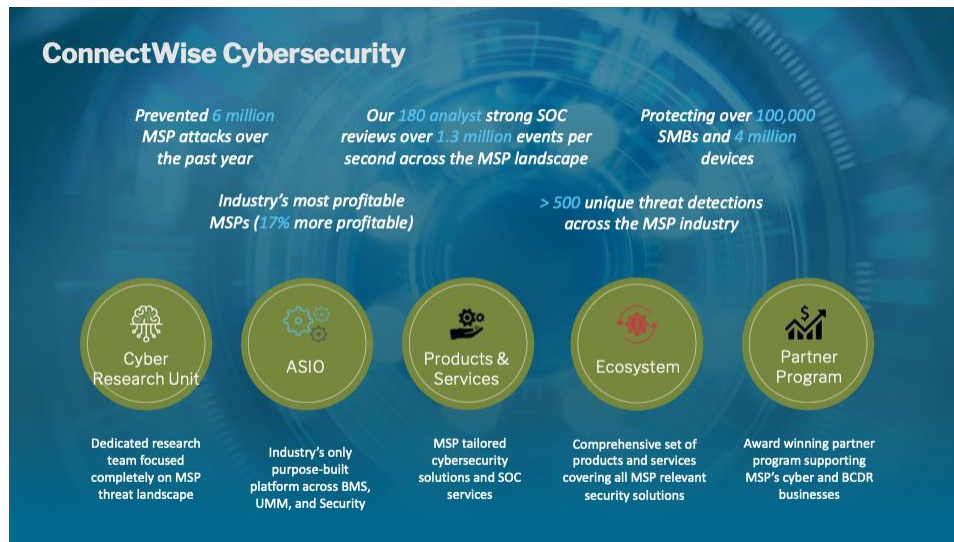 ConnectWise Cybersecurity
Prevented 6 million
MSP attacks over
the past year
Our 180 analyst strong SOC
reviews over 1.3 million events per
second across the MSP landscape
Protecting over 100,000
SMBs and 4 million
devices
Industry's most profitable
MSPs (17% more profitable)
> 500 unique threat detections
across the MSP industry
Cyber
Research Unit
ASIO
Products &
Services
Ecosystem
$
Partner
Program
Dedicated research
team focused
completely on MSP
threat landscape
Industry's only
purpose-built
platform across BMS,
UMM, and Security
MSP tailored
cybersecurity
solutions and SOC
services
Comprehensive set of
products and services
covering all MSP relevant
security solutions
Award winning partner
program supporting
MSP's cyber and BCDR
businesses